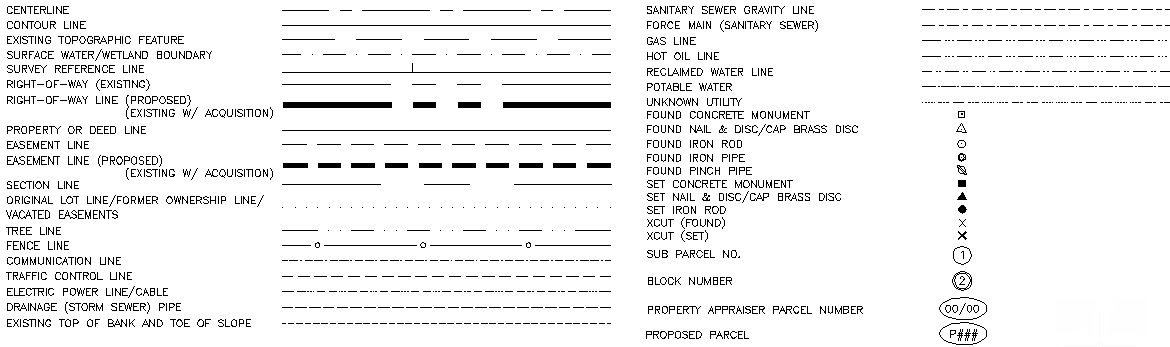 CENTERLINE
CONTOUR LINE
EXISTING TOPOGRAPHIC FEATURE
SURFACE WATER/WETLAND BOUNDARY
SURVEY REFERENCE LINE
RIGHT-OF-WAY (EXISTING)
RIGHT-OF-WAY LINE (PROPOSED)
(EXISTING W/ ACQUISITION)
PROPERTY OR DEED LINE
EASEMENT LINE
EASEMENT LINE (PROPOSED)
(EXISTING W/ ACQUISITION)
SECTION LINE
ORIGINAL LOT LINE/FORMER OWNERSHIP LINE/
VACATED EASEMENTS
TREE LINE
FENCE LINE
COMMUNICATION LINE
TRAFFIC CONTROL LINE
ELECTRIC POWER LINE/CABLE
DRAINAGE (STORM SEWER) PIPE
EXISTING TOP OF BANK AND TOE OF SLOPE
SANITARY SEWER GRAVITY LINE
FORCE MAIN (SANITARY SEWER)
GAS LINE
HOT OIL LINE
RECLAIMED WATER LINE
POTABLE WATER
UNKNOWN UTILITY
FOUND CONCRETE MONUMENT
FOUND NAIL & DISC/CAP BRASS DISC
FOUND IRON ROD
FOUND IRON PIPE
FOUND PINCH PIPE
SET CONCRETE MONUMENT
SET NAIL & DISC/CAP BRASS DISC
SET IRON ROD
XCUT (FOUND)
XCUT (SET)
SUB PARCEL NO. 1
BLOCK NUMBER 2
PROPERTY APPRAISER PARCEL NUMBER 00/00
PROPOSED PARCEL P###